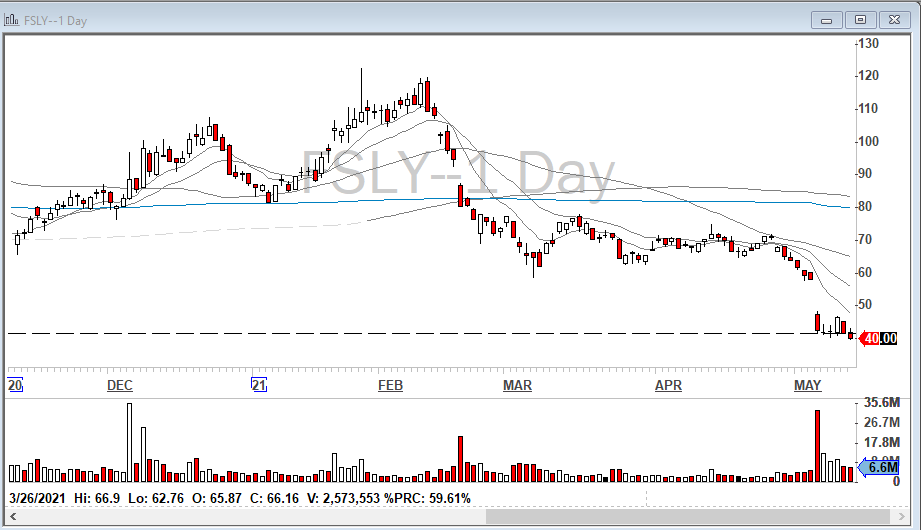 FSLY--1 Day
FSLY--1 Day
130
120
110
100
90
80
70
60
50
40.00
20 DEC 21 FEB MAR APR MAY
35.6M
26.7M
17.8M
6.6M
0
3/26/2021 Hi: 66.9 Lo: 62.76 O: 65.87 C: 66.16 V: 2,573,553 %PRC: 59.61%